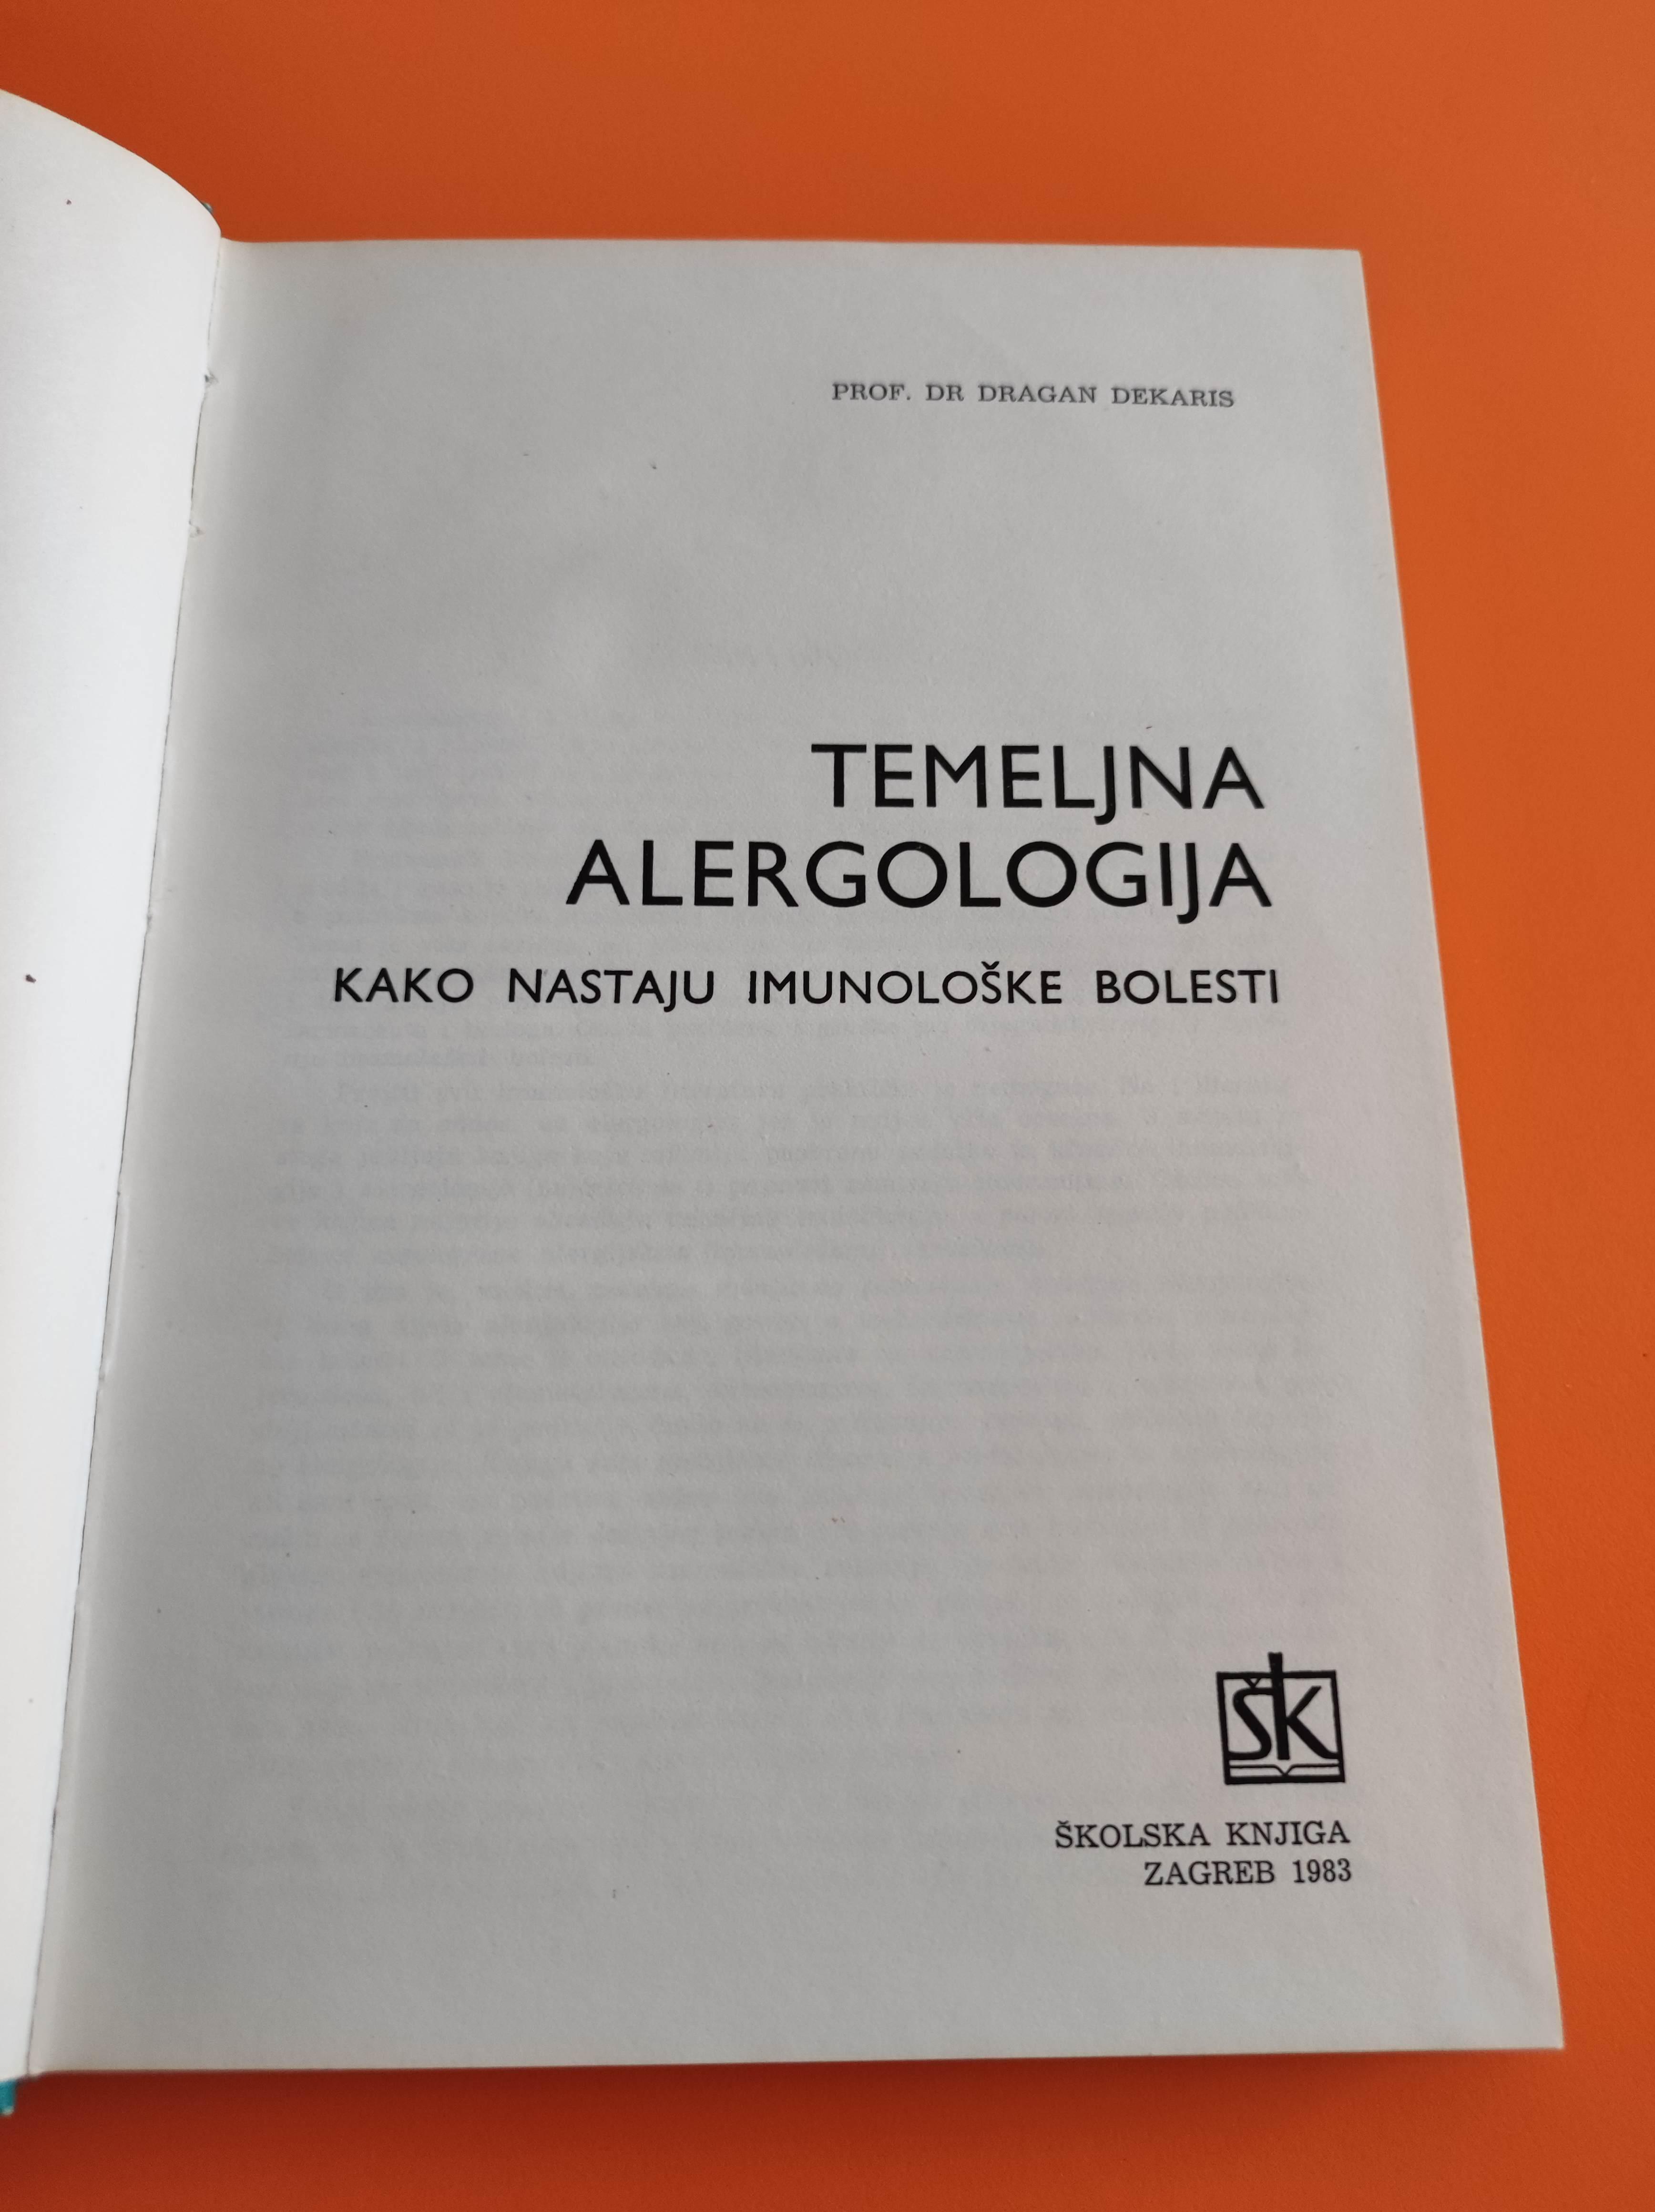 PROF. DR DRAGAN DEKARIS
TEMELJNA
ALERGOLOGIJA
KAKO NASTAJU IMUNOLOŠKE BOLESTI
ŠK
ŠKOLSKA KNJIGA
ZAGREB 1983